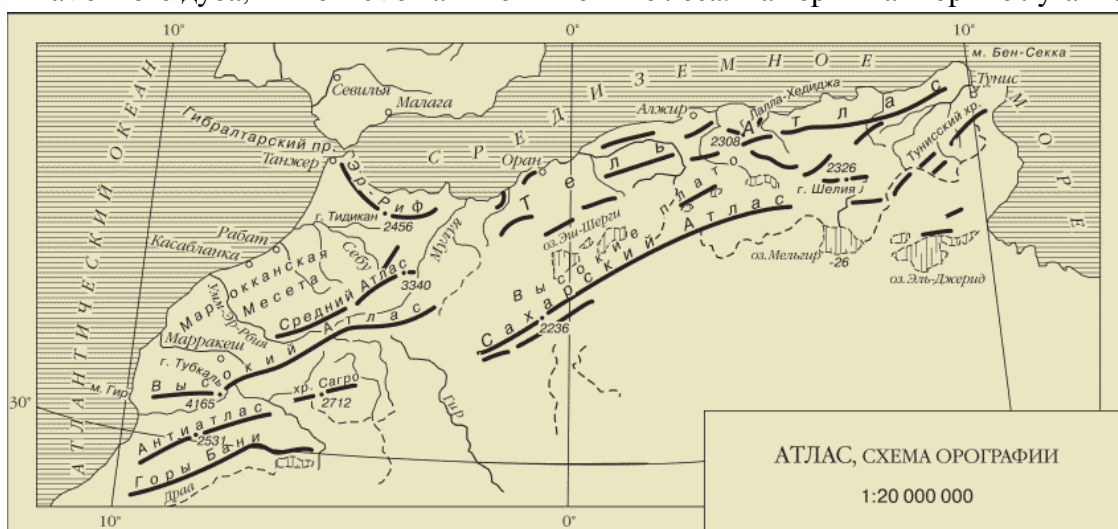 10°
0°
10°
м. Бен-Секка
Севилья
Малага
Гибралтарский пр.
Танжер
СРЕДИЗЕМНОЕ МОРЕ
АТЛАНТИЧЕСКИЙ ОКЕАН
Алжир
Лалла-Хедиджа
2308
Тунис
Тунисский хр.
Оран
Тель Атлас
Эр-Риф
г. Тидикан
2456
2326
г. Шелия
Рабат
Касабланка
Себу
Мулуя
оз. Эш-Шерги
Высокие плато
Сахарский Атлас
2236
оз. Мельгир
-26
оз. Эль-Джерид
Марокканская
Месета
Умм-Эр-Рбия
Средний Атлас
3340
Марракеш
г. Тубкаль
Высокий Атлас
4165
м. Гир
хр. Сагро
2712
Гир
30°
Антиатлас
2531
Горы Бани
Драа
10°
0°
АТЛАС, СХЕМА ОРОГРАФИИ
1:20 000 000